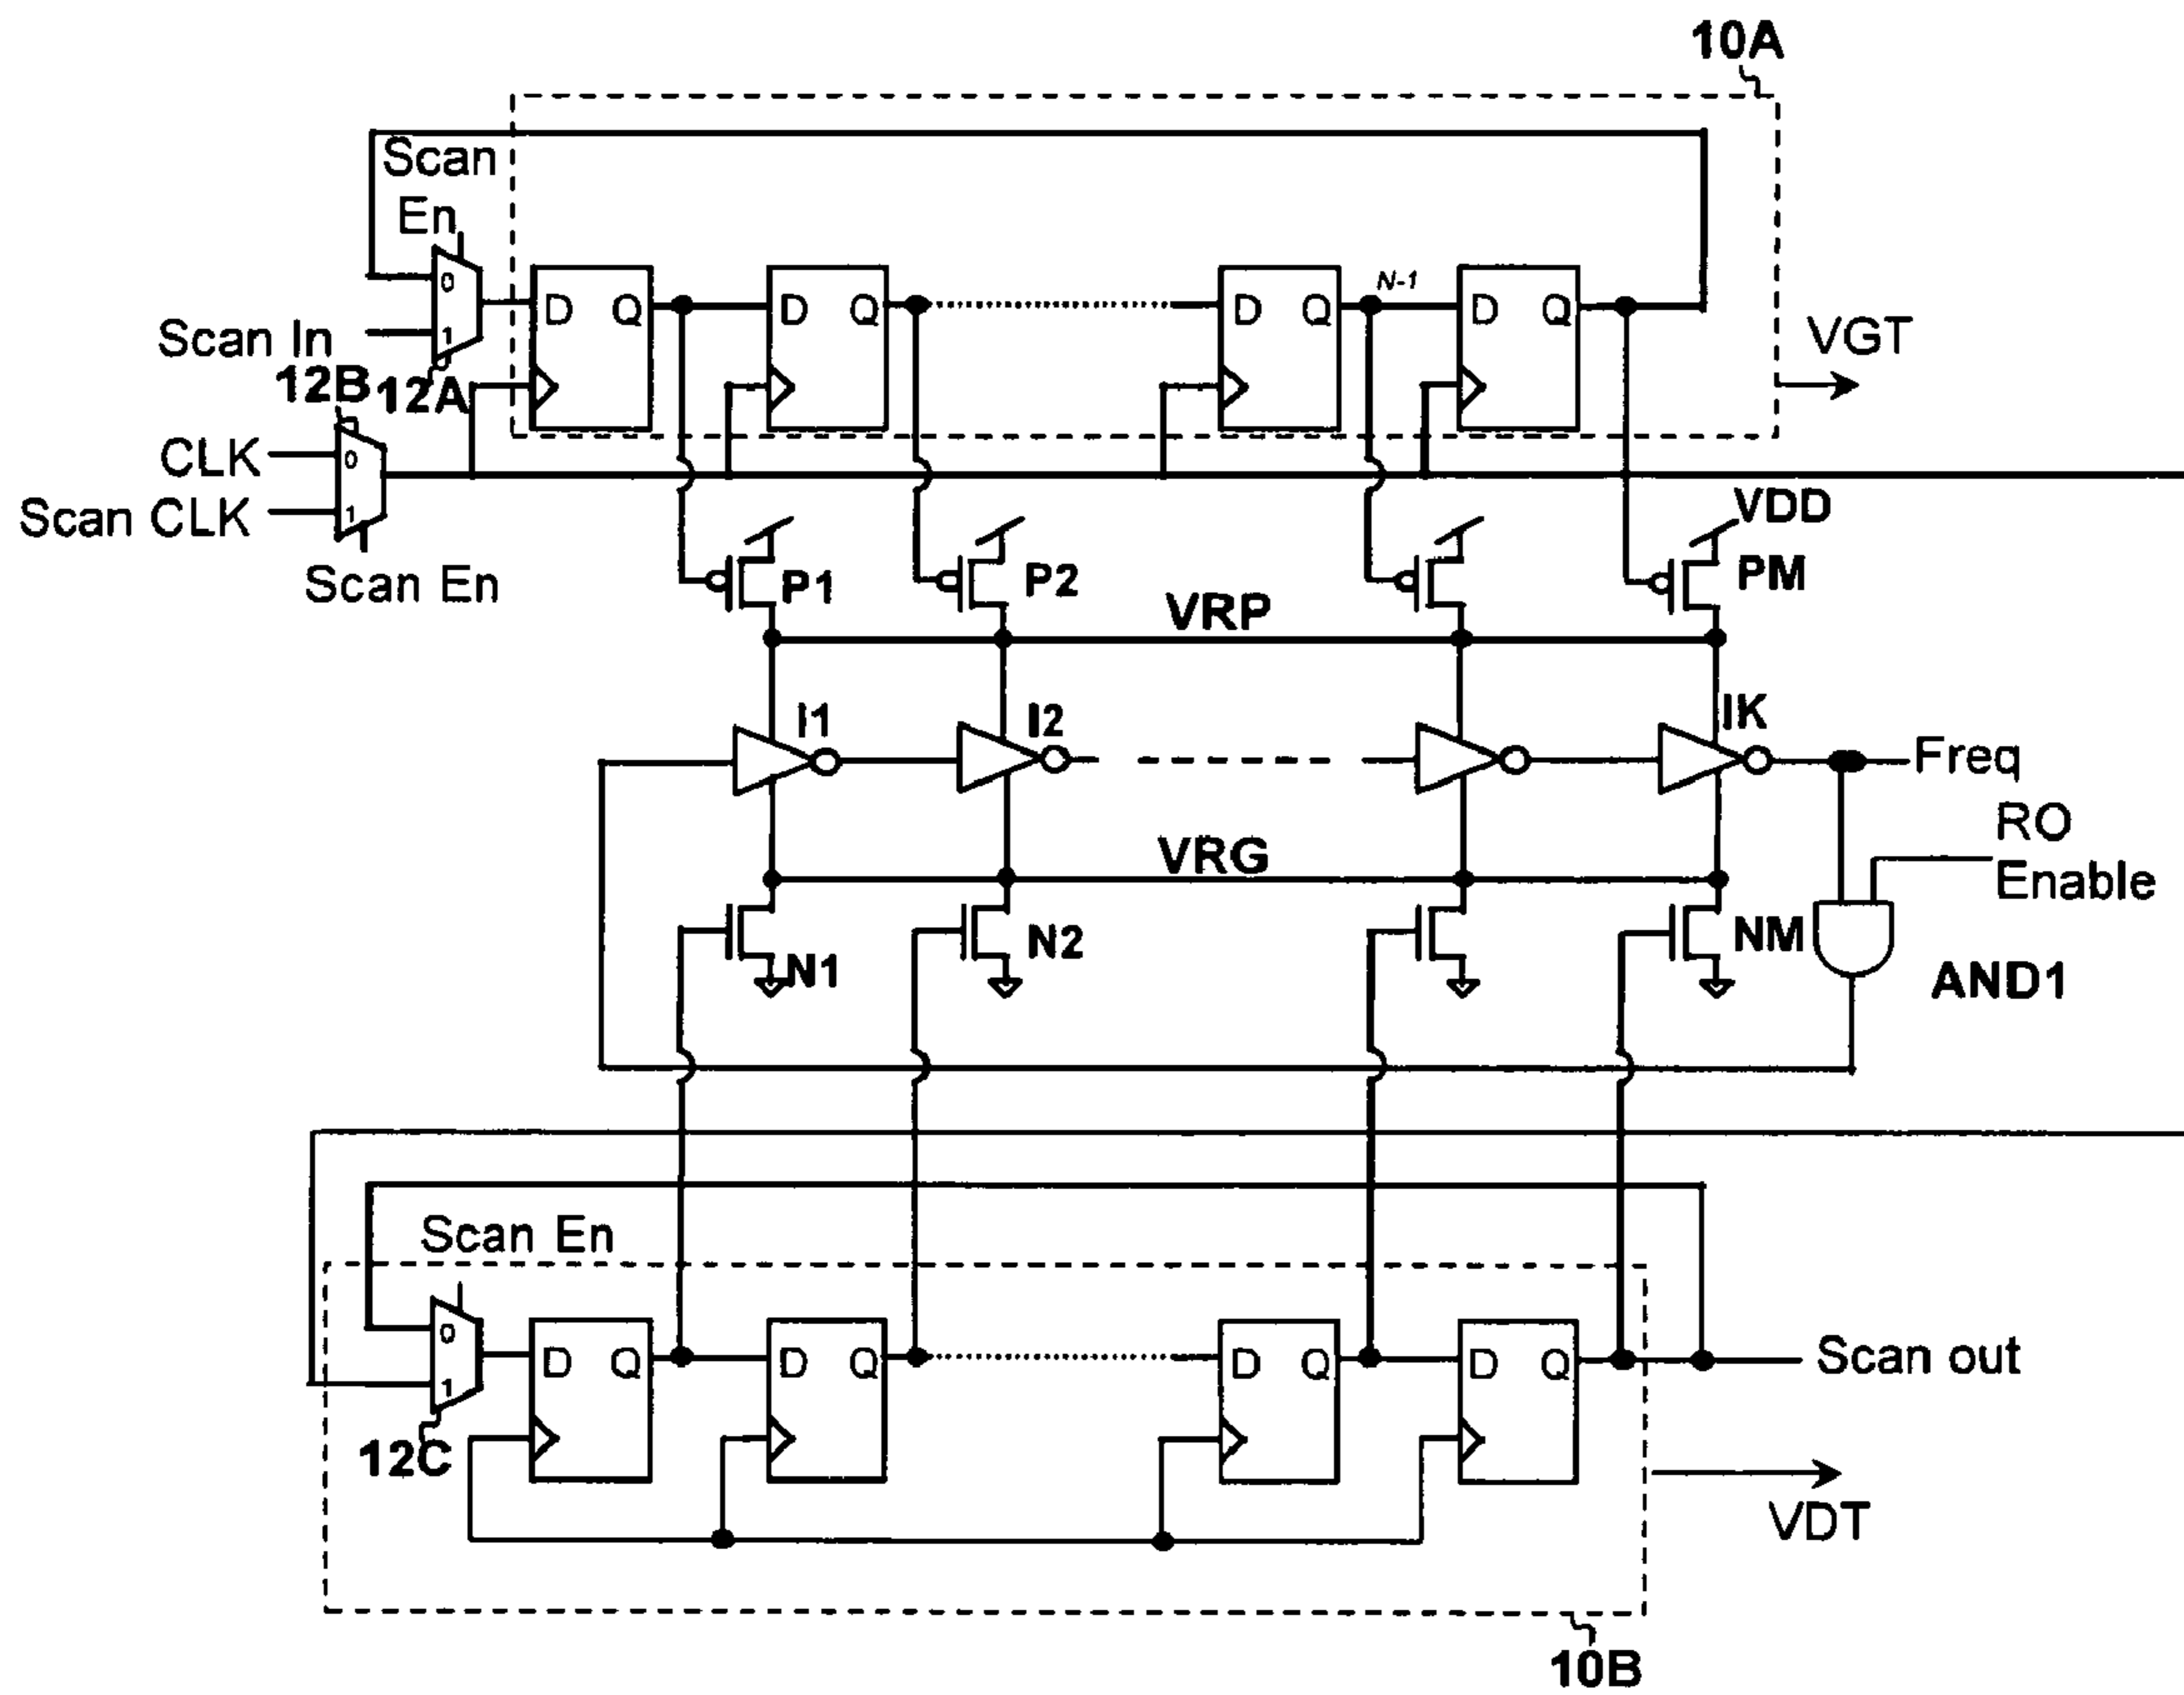 10A
Scan
En
0
1
D Q
D Q
D Q
N-1
D Q
VGT
Scan In
12B
12A
CLK
0
Scan CLK
1
Scan En
VDD
P1
P2
PM
VRP
I1
I2
IK
Freq
RO
Enable
VRG
N1
N2
NM
AND1
Scan En
0
1
D Q
D Q
D Q
D Q
Scan out
12C
VDT
10B